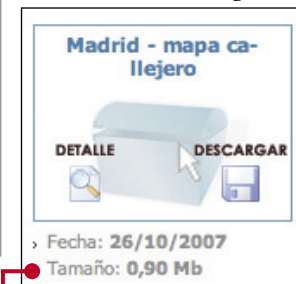 Madrid - mapa ca-
llejero
DETALLE DESCARGAR
› Fecha: 26/10/2007
Tamaño: 0,90 Mb